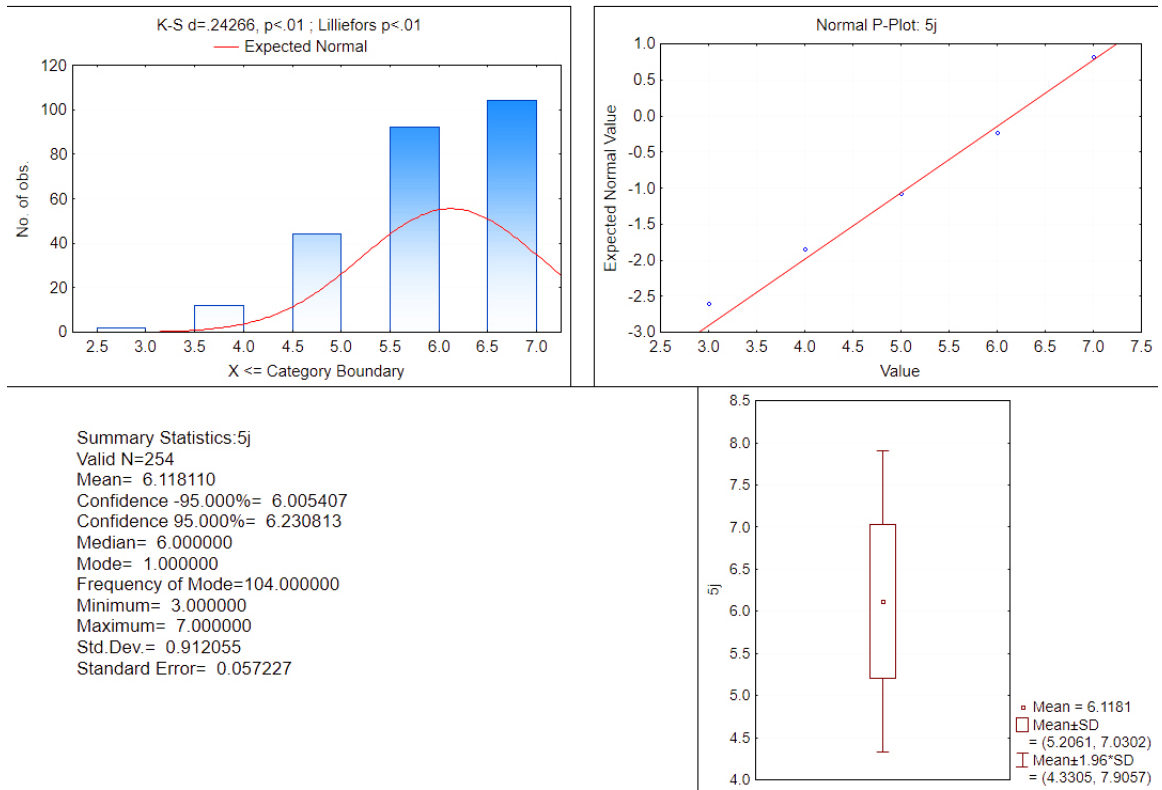 K-S d=.24266, p<.01 ; Lilliefors p<.01
Expected Normal
120
100
80
60
40
20
0
No. of obs.
2.5 3.0 3.5 4.0 4.5 5.0 5.5 6.0 6.5 7.0
X <= Category Boundary
Normal P-Plot: 5j
1.0
0.5
0.0
-0.5
-1.0
-1.5
-2.0
-2.5
-3.0
Expected Normal Value
2.5 3.0 3.5 4.0 4.5 5.0 5.5 6.0 6.5 7.0 7.5
Value
Summary Statistics:5j
Valid N=254
Mean= 6.118110
Confidence -95.000%= 6.005407
Confidence 95.000%= 6.230813
Median= 6.000000
Mode= 1.000000
Frequency of Mode=104.000000
Minimum= 3.000000
Maximum= 7.000000
Std.Dev.= 0.912055
Standard Error= 0.057227
8.5
8.0
7.5
7.0
6.5
6.0
5.5
5.0
4.5
4.0
5j
Mean = 6.1181
Mean±SD
= (5.2061, 7.0302)
Mean±1.96*SD
= (4.3305, 7.9057)